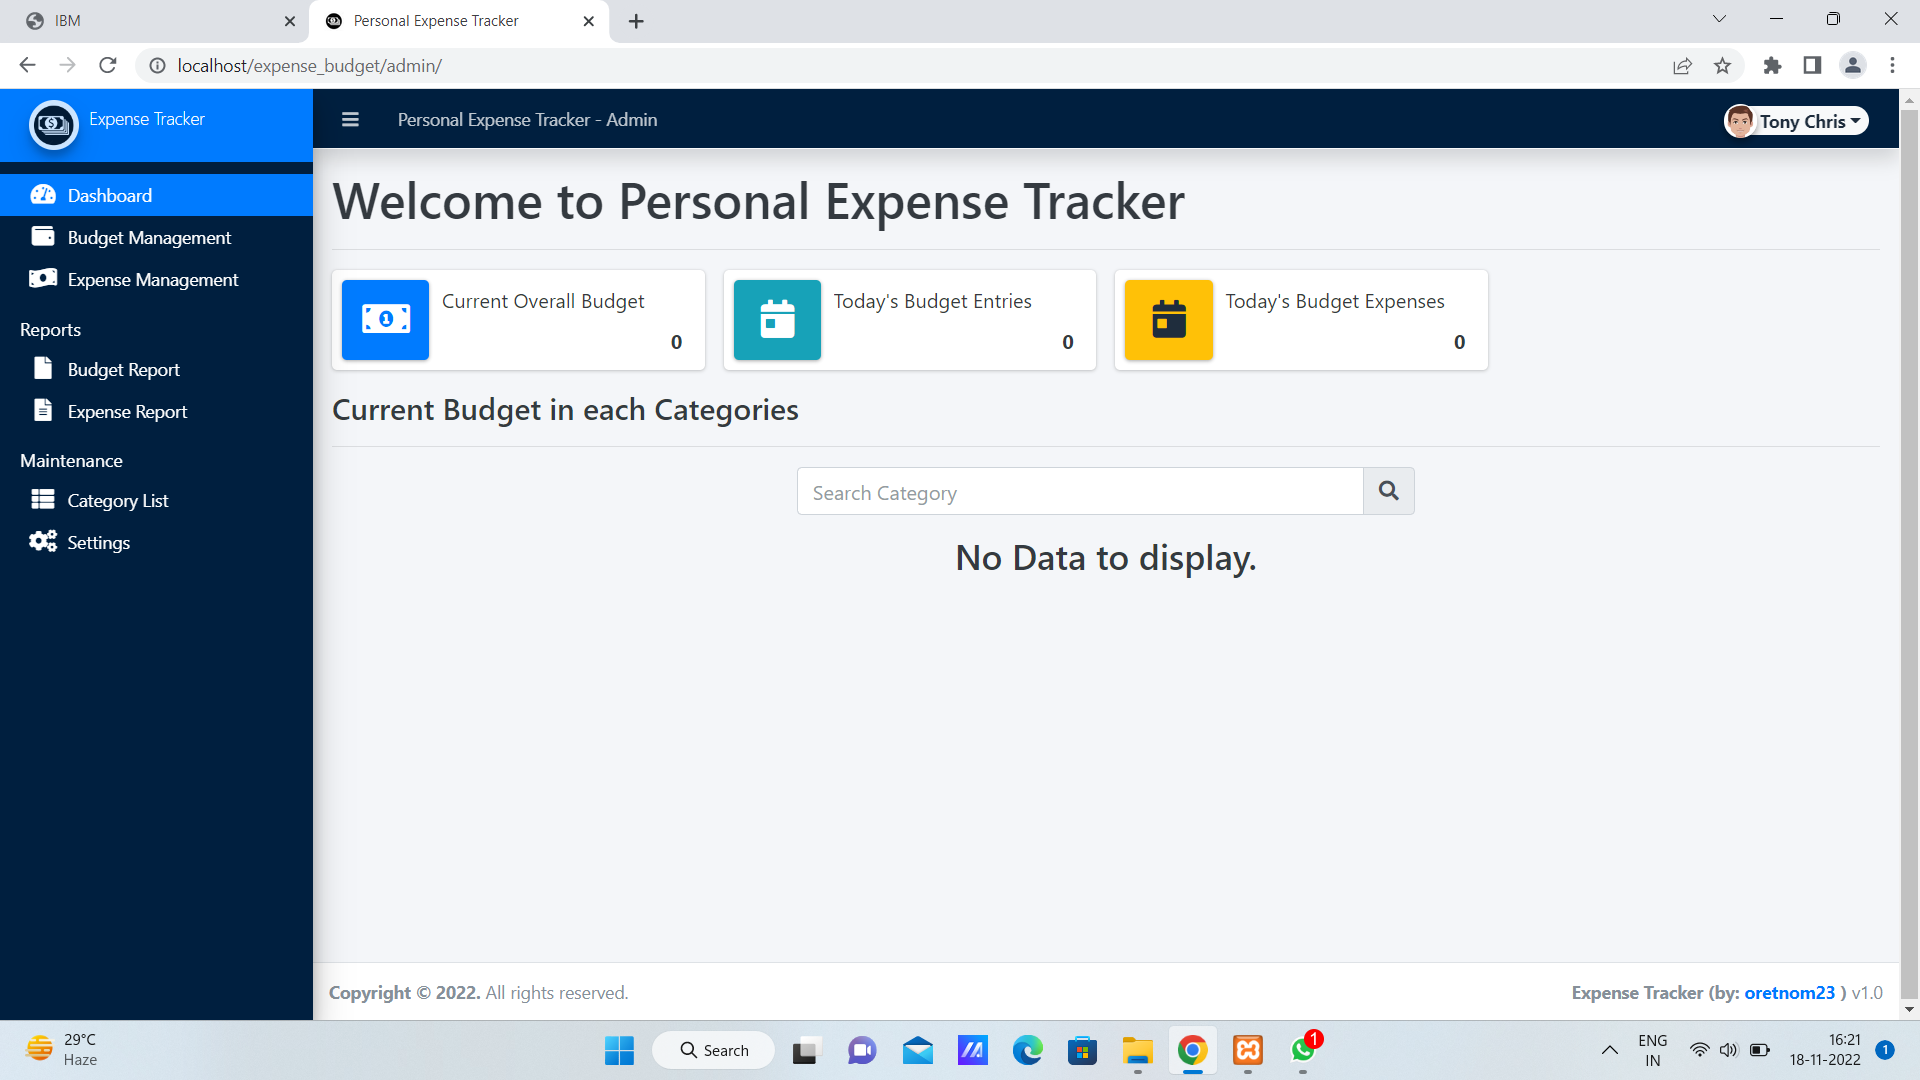 IBM
Personal Expense Tracker
localhost/expense_budget/admin/
Expense Tracker
Personal Expense Tracker - Admin
Tony Chris
Dashboard
Budget Management
Expense Management
Reports
Budget Report
Expense Report
Maintenance
Category List
Settings
Welcome to Personal Expense Tracker
Current Overall Budget
0
Today's Budget Entries
0
Today's Budget Expenses
0
Current Budget in each Categories
Search Category
No Data to display.
Copyright © 2022. All rights reserved.
Expense Tracker (by: oretnom23 ) v1.0
29°C
Haze
Search
1
ENG
IN
16:21
18-11-2022
1